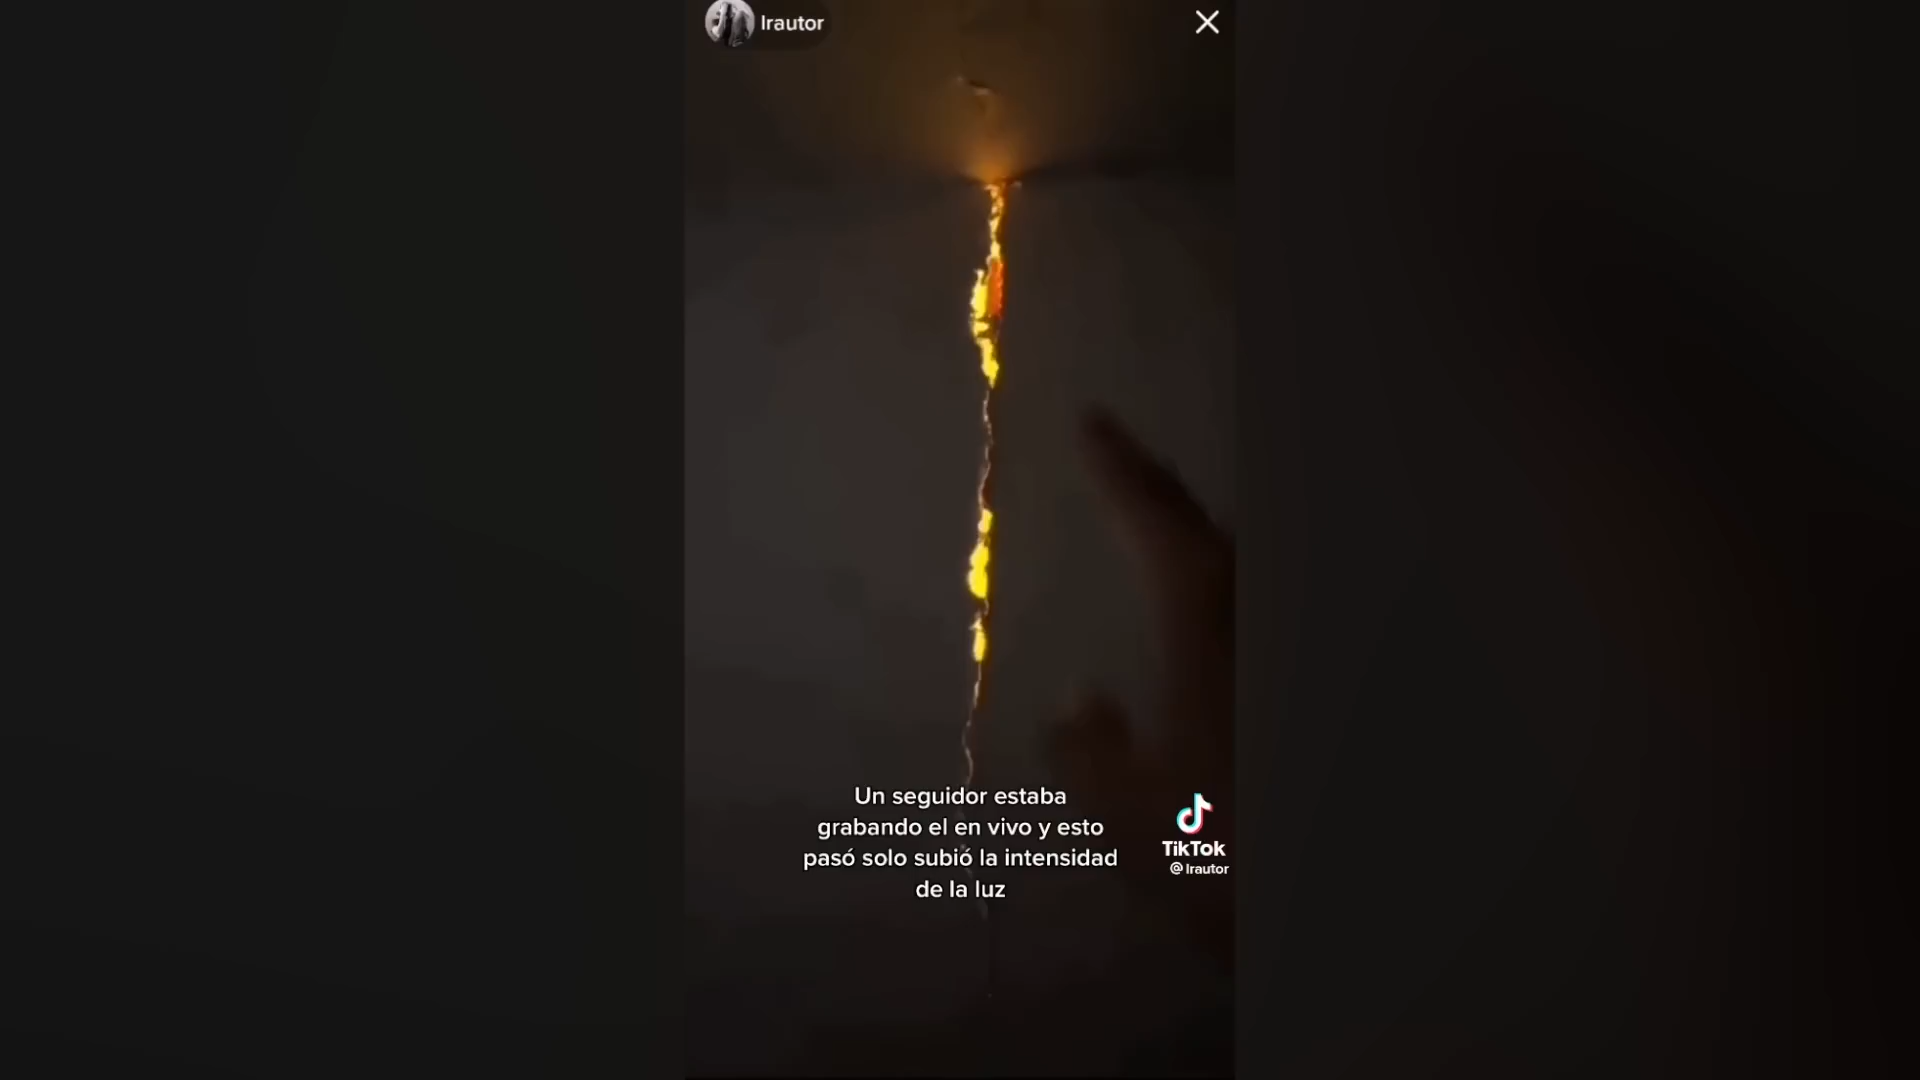 lrautor
Un seguidor estaba
grabando el en vivo y esto
pasó solo subió la intensidad
de la luz
TikTok
@lrautor